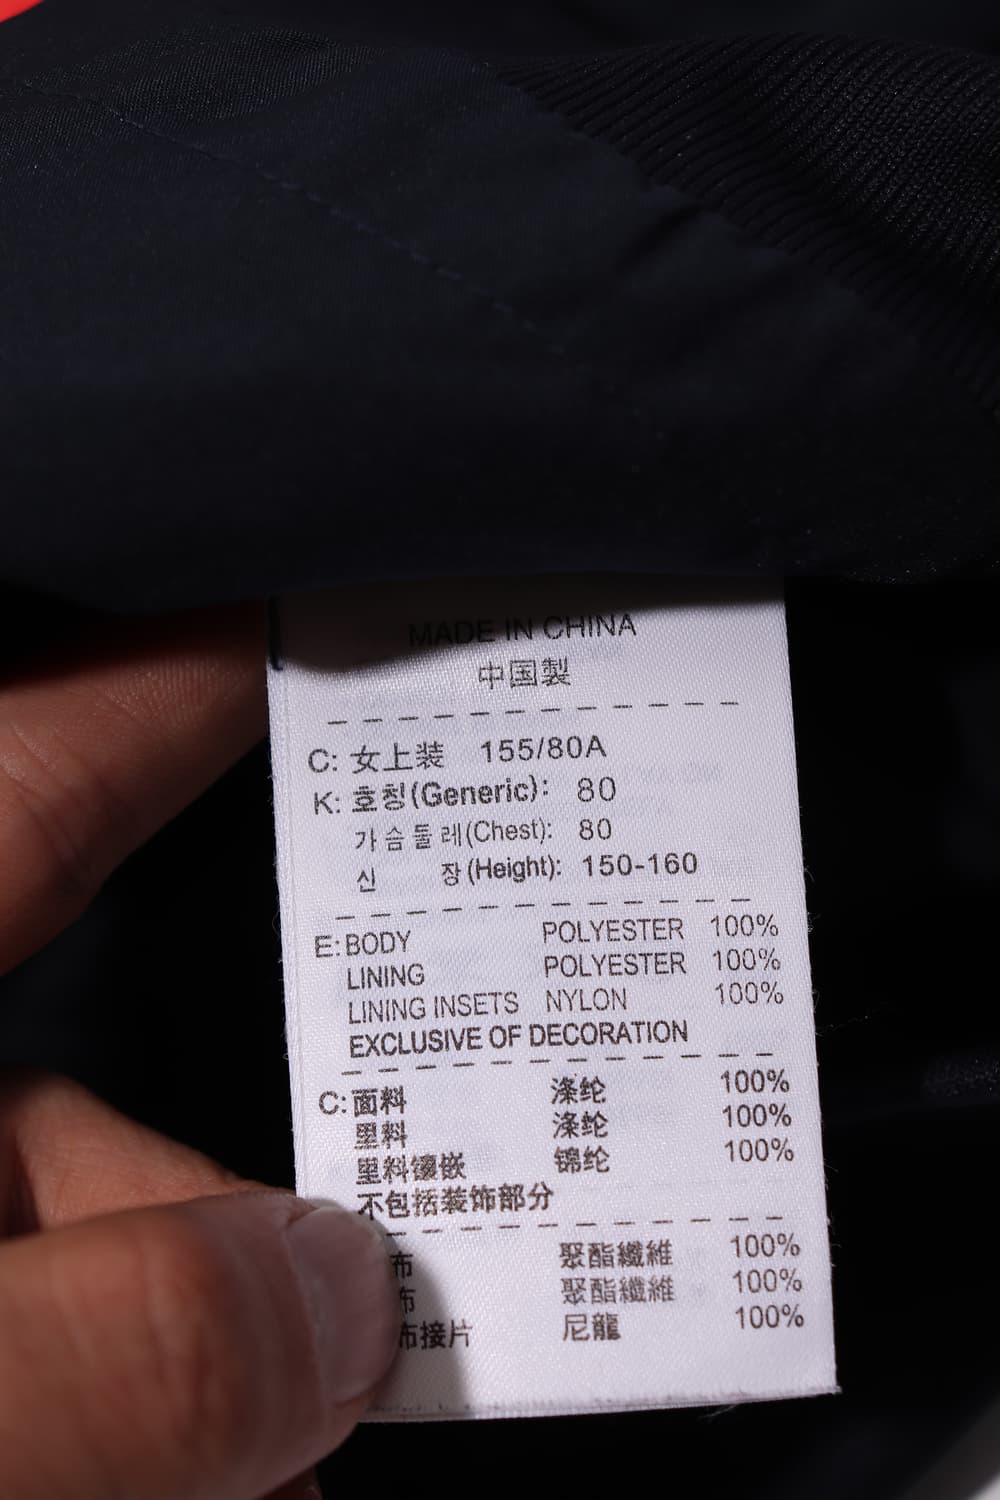 MADE IN CHINA
中国製
C: 女上装 155/80A
K: 호칭(Generic): 80
가슴둘레(Chest): 80
신 장(Height): 150-160
E: BODY POLYESTER 100%
LINING POLYESTER 100%
LINING INSETS NYLON 100%
EXCLUSIVE OF DECORATION
C: 面料 涤纶 100%
里料 涤纶 100%
里料镶嵌 锦纶 100%
不包括装饰部分
布 聚酯纖維 100%
布 聚酯纖維 100%
布接片 尼龍 100%